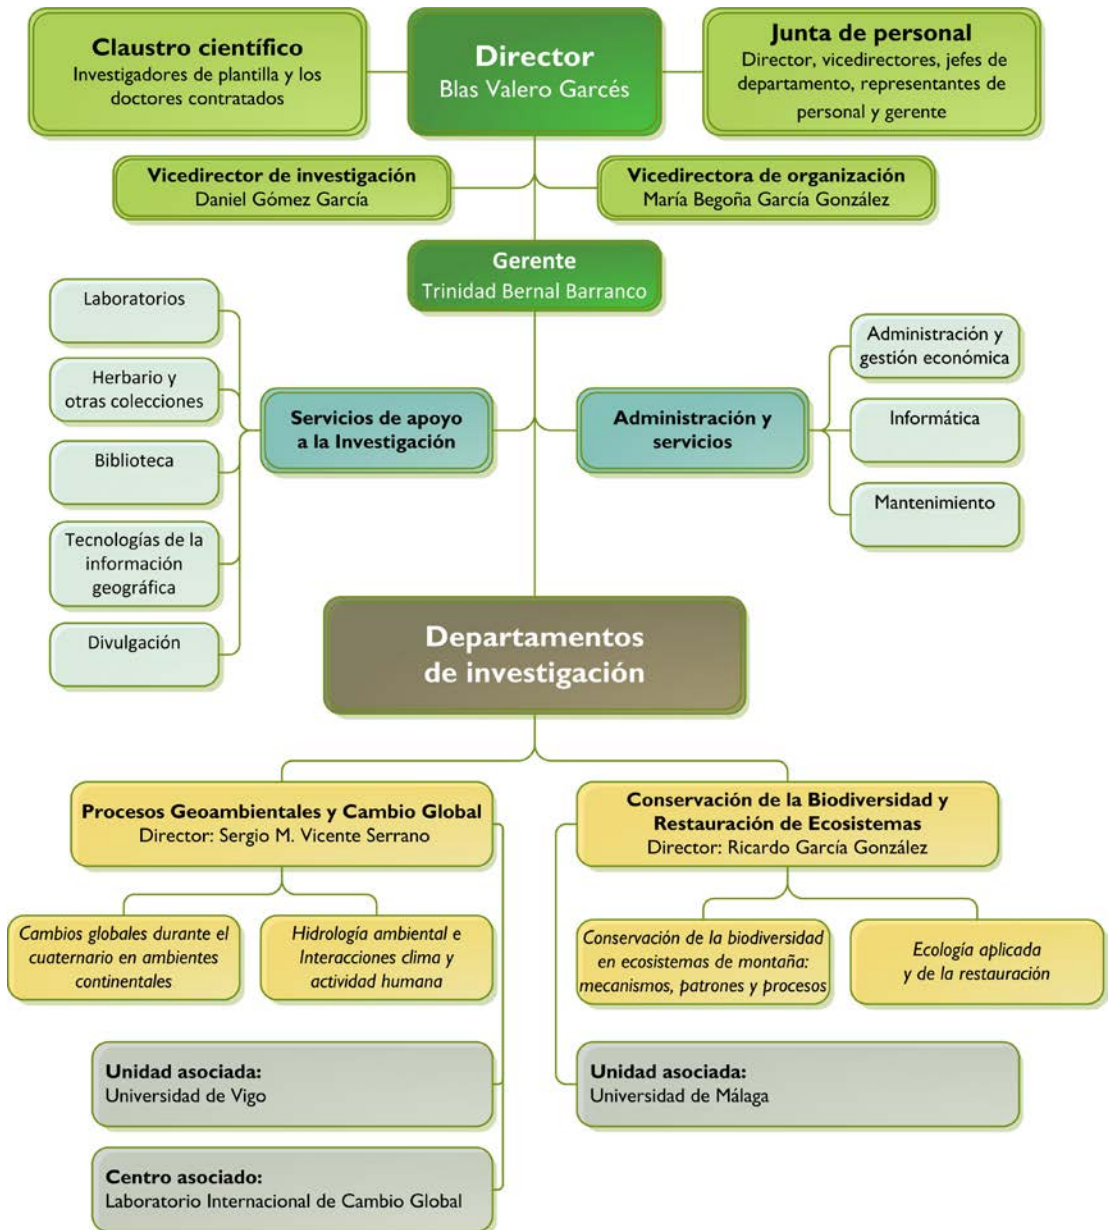 Claustro científico
Investigadores de plantilla y los
doctores contratados
Director
Blas Valero Garcés
Junta de personal
Director, vicedirectores, jefes de
departamento, representantes de
personal y gerente
Vicedirector de investigación
Daniel Gómez García
Vicedirectora de organización
María Begoña García González
Gerente
Trinidad Bernal Barranco
Laboratorios
Herbario y
otras colecciones
Biblioteca
Tecnologías de la
información
geográfica
Divulgación
Servicios de apoyo
a la Investigación
Administración y
servicios
Administración y
gestión económica
Informática
Mantenimiento
Departamentos
de investigación
Procesos Geoambientales y Cambio Global
Director: Sergio M. Vicente Serrano
Conservación de la Biodiversidad y
Restauración de Ecosistemas
Director: Ricardo García González
Cambios globales durante el
cuaternario en ambientes
continentales
Hidrología ambiental e
Interacciones clima y
actividad humana
Conservación de la biodiversidad
en ecosistemas de montaña:
mecanismos, patrones y procesos
Ecología aplicada
y de la restauración
Unidad asociada:
Universidad de Vigo
Unidad asociada:
Universidad de Málaga
Centro asociado:
Laboratorio Internacional de Cambio Global